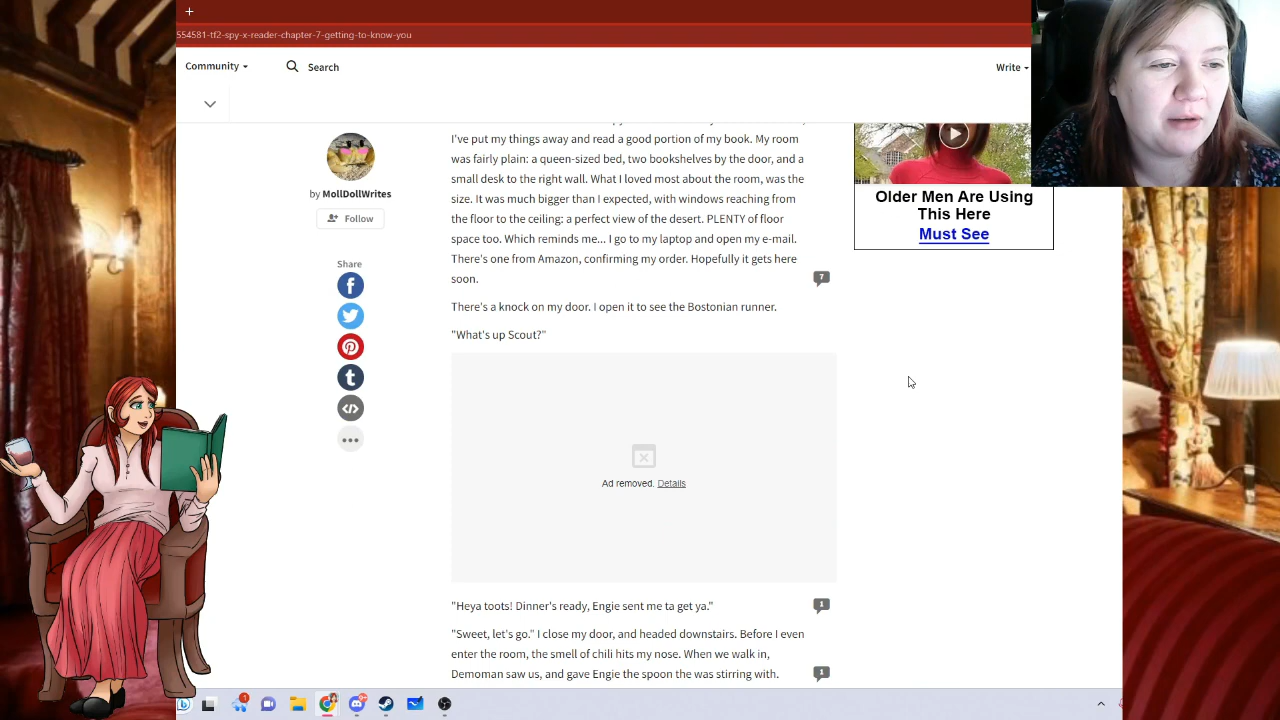 554581-tf2-spy-x-reader-chapter-7-getting-to-know-you
Community
Search
Write
by MollDollWrites
Follow
Share
I've put my things away and read a good portion of my book. My room
was fairly plain: a queen-sized bed, two bookshelves by the door, and a
small desk to the right wall. What I loved most about the room, was the
size. It was much bigger than I expected, with windows reaching from
the floor to the ceiling: a perfect view of the desert. PLENTY of floor
space too. Which reminds me... I go to my laptop and open my e-mail.
There's one from Amazon, confirming my order. Hopefully it gets here
soon.
7
There's a knock on my door. I open it to see the Bostonian runner.
"What's up Scout?"
Ad removed. Details
"Heya toots! Dinner's ready, Engie sent me ta get ya."
1
"Sweet, let's go." I close my door, and headed downstairs. Before I even
enter the room, the smell of chili hits my nose. When we walk in,
Demoman saw us, and gave Engie the spoon the was stirring with.
1
Older Men Are Using
This Here
Must See